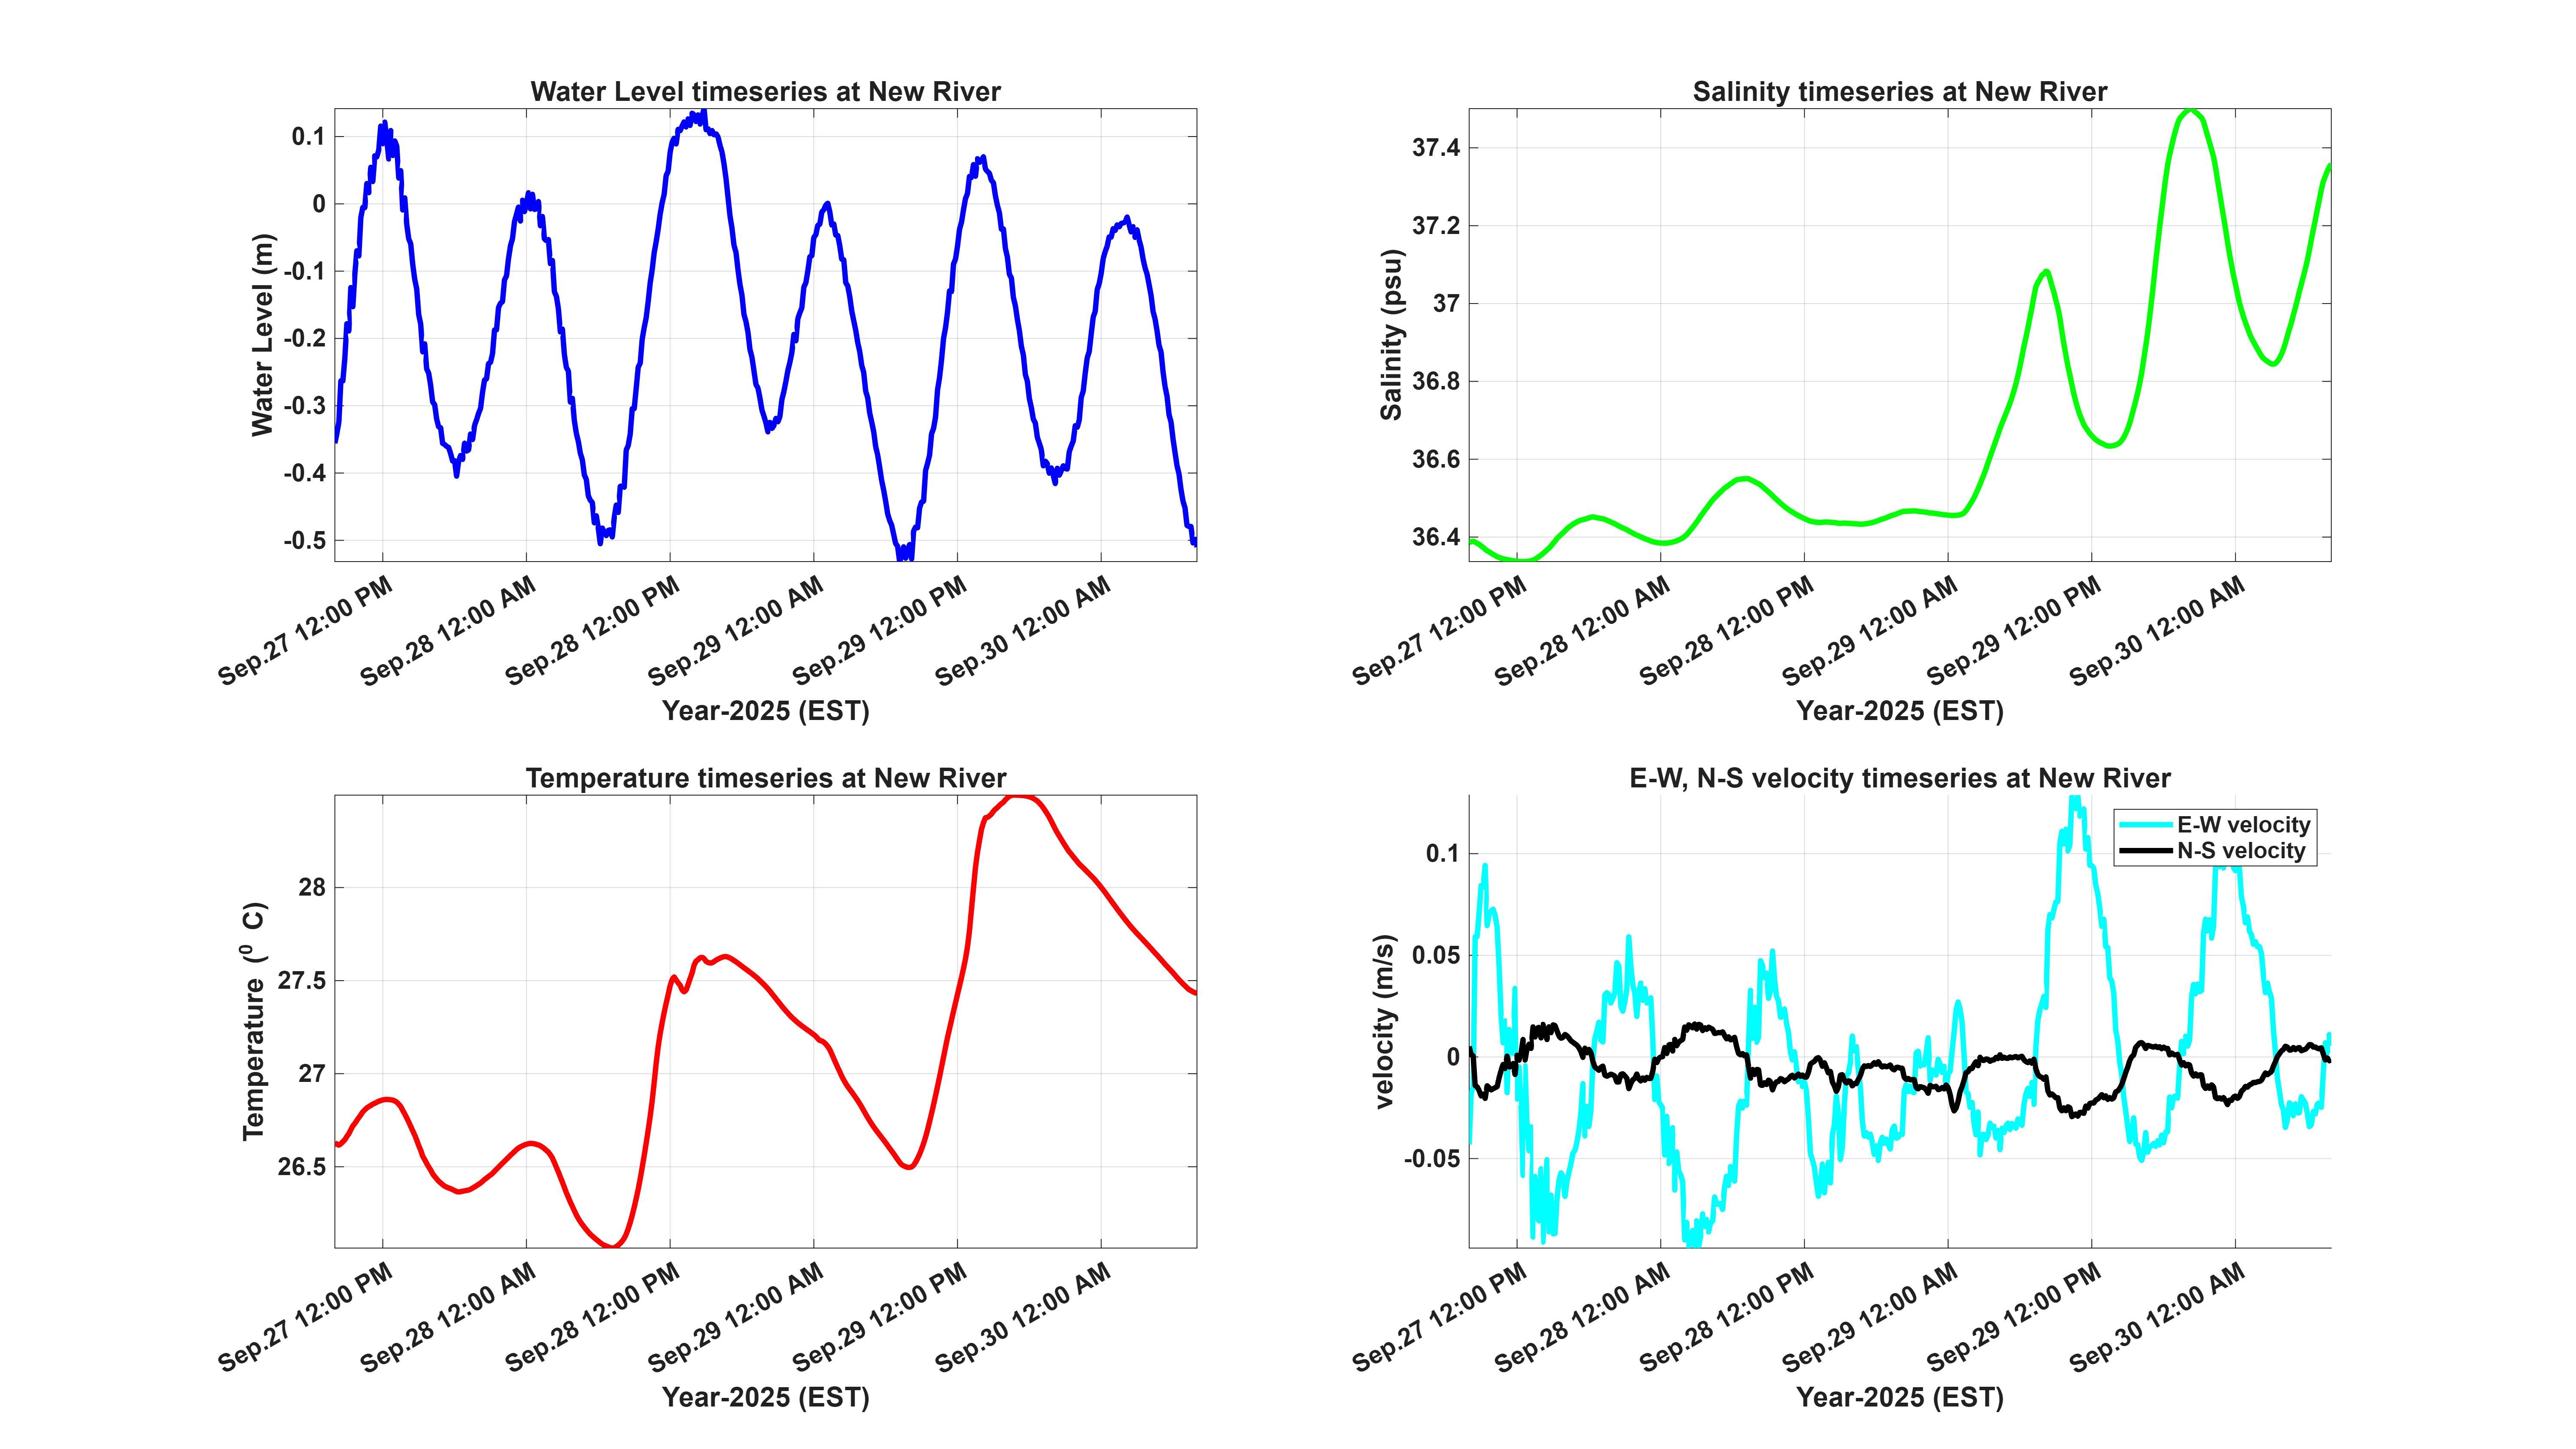 Water Level timeseries at New River
Water Level (m)
0.1
0
-0.1
-0.2
-0.3
-0.4
-0.5
Sep.27 12:00 PM
Sep.28 12:00 AM
Sep.28 12:00 PM
Sep.29 12:00 AM
Sep.29 12:00 PM
Sep.30 12:00 AM
Year-2025 (EST)
Salinity timeseries at New River
Salinity (psu)
37.4
37.2
37
36.8
36.6
36.4
Sep.27 12:00 PM
Sep.28 12:00 AM
Sep.28 12:00 PM
Sep.29 12:00 AM
Sep.29 12:00 PM
Sep.30 12:00 AM
Year-2025 (EST)
Temperature timeseries at New River
Temperature (⁰ C)
28
27.5
27
26.5
Sep.27 12:00 PM
Sep.28 12:00 AM
Sep.28 12:00 PM
Sep.29 12:00 AM
Sep.29 12:00 PM
Sep.30 12:00 AM
Year-2025 (EST)
E-W, N-S velocity timeseries at New River
velocity (m/s)
0.1
0.05
0
-0.05
E-W velocity
N-S velocity
Sep.27 12:00 PM
Sep.28 12:00 AM
Sep.28 12:00 PM
Sep.29 12:00 AM
Sep.29 12:00 PM
Sep.30 12:00 AM
Year-2025 (EST)